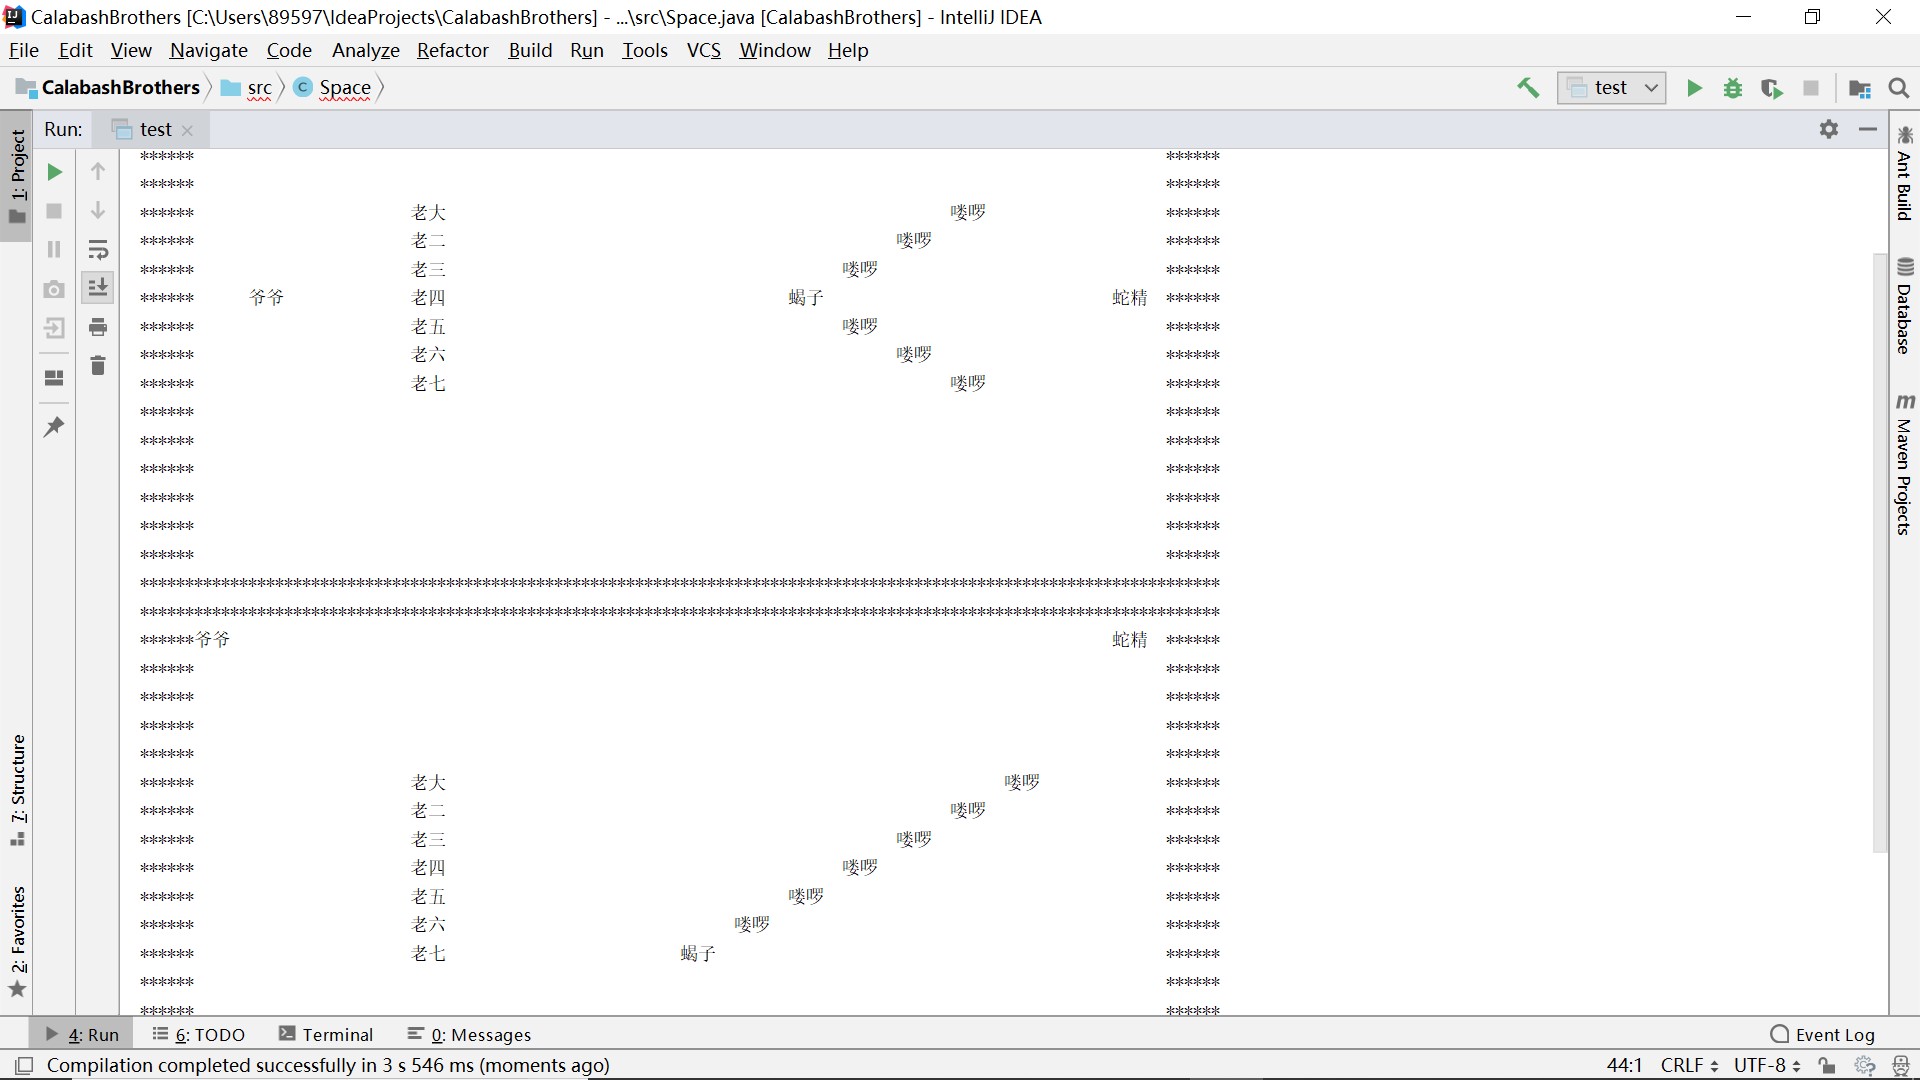 CalabashBrothers [C:\Users\89597\IdeaProjects\CalabashBrothers] - ...\src\Space.java [CalabashBrothers] - IntelliJ IDEA
File Edit View Navigate Code Analyze Refactor Build Run Tools VCS Window Help
CalabashBrothers src Space test
Run: test
1: Project
7: Structure
2: Favorites
Ant Build
Database
Maven Projects
****** ******
****** ******
****** 老大 喽啰 ******
****** 老二 喽啰 ******
****** 老三 喽啰 ******
****** 爷爷 老四 蝎子 蛇精 ******
****** 老五 喽啰 ******
****** 老六 喽啰 ******
****** 老七 喽啰 ******
****** ******
****** ******
****** ******
****** ******
****** ******
****** ******
************************************************************************************************************************
************************************************************************************************************************
******爷爷 蛇精 ******
****** ******
****** ******
****** ******
****** ******
****** 老大 喽啰 ******
****** 老二 喽啰 ******
****** 老三 喽啰 ******
****** 老四 喽啰 ******
****** 老五 喽啰 ******
****** 老六 喽啰 ******
****** 老七 蝎子 ******
****** ******
****** ******
4: Run 6: TODO Terminal 0: Messages Event Log
Compilation completed successfully in 3 s 546 ms (moments ago) 44:1 CRLF UTF-8